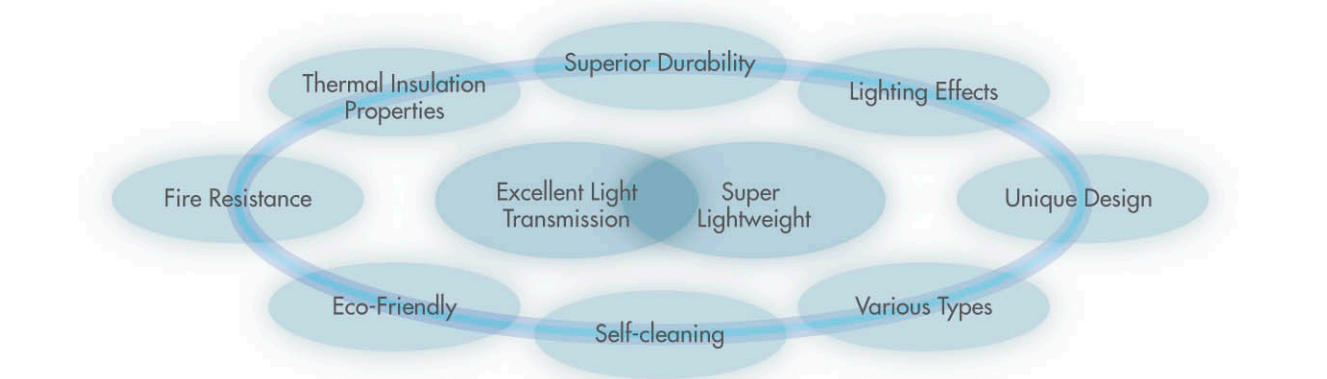 Superior Durability
Thermal Insulation
Properties
Lighting Effects
Fire Resistance
Excellent Light
Transmission
Super
Lightweight
Unique Design
Eco-Friendly
Various Types
Self-cleaning